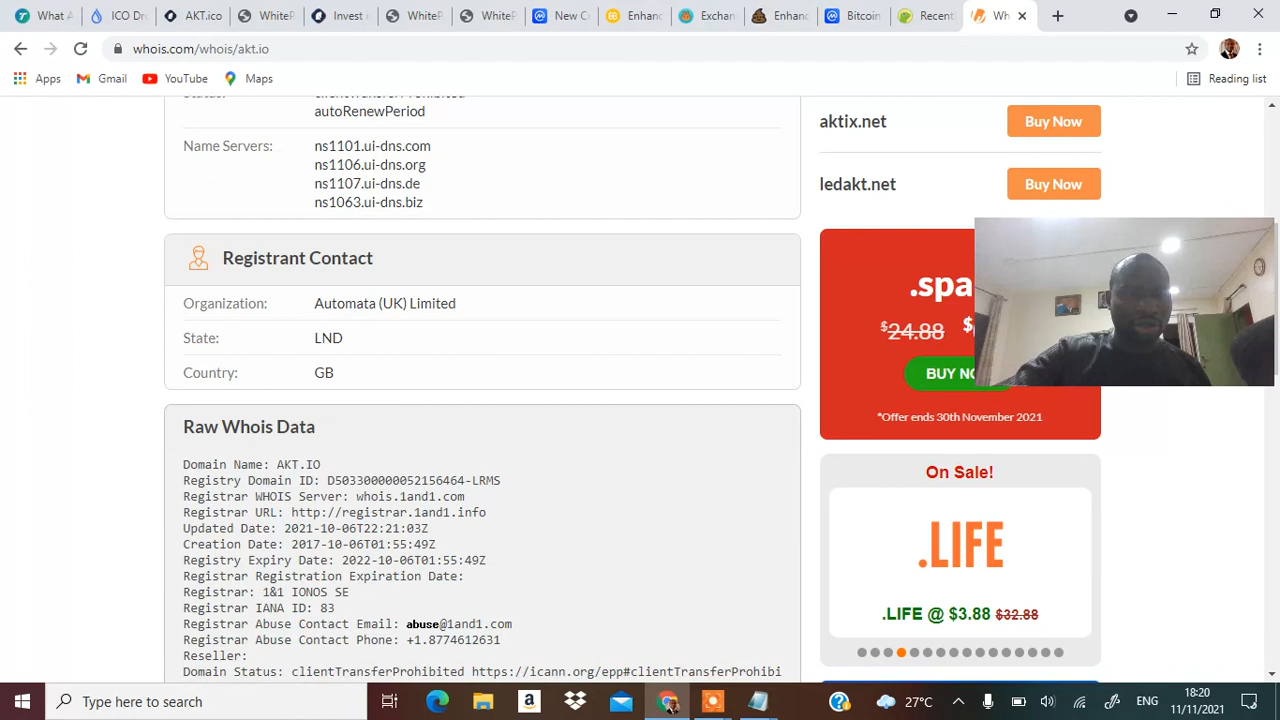 What A
ICO Dro
AKT.io
WhiteP
Invest i
WhiteP
WhiteP
New C
Enhanc
Exchan
Enhanc
Bitcoin
Recent
Wh
whois.com/whois/akt.io
Apps
Gmail
YouTube
Maps
Reading list
Status:
clientTransferProhibited
autoRenewPeriod
Name Servers:
ns1101.ui-dns.com
ns1106.ui-dns.org
ns1107.ui-dns.de
ns1063.ui-dns.biz
aktix.net
Buy Now
ledakt.net
Buy Now
Registrant Contact
Organization:
Automata (UK) Limited
State:
LND
Country:
GB
.spa
$24.88
$
BUY NO
*Offer ends 30th November 2021
Raw Whois Data
Domain Name: AKT.IO
Registry Domain ID: D503300000052156464-LRMS
Registrar WHOIS Server: whois.1and1.com
Registrar URL: http://registrar.1and1.info
Updated Date: 2021-10-06T22:21:03Z
Creation Date: 2017-10-06T01:55:49Z
Registry Expiry Date: 2022-10-06T01:55:49Z
Registrar Registration Expiration Date:
Registrar: 1&1 IONOS SE
Registrar IANA ID: 83
Registrar Abuse Contact Email: abuse@1and1.com
Registrar Abuse Contact Phone: +1.8774612631
Reseller:
Domain Status: clientTransferProhibited https://icann.org/epp#clientTransferProhibi
On Sale!
.LIFE
.LIFE @ $3.88 $32.88
Type here to search
27°C
ENG
18:20
11/11/2021